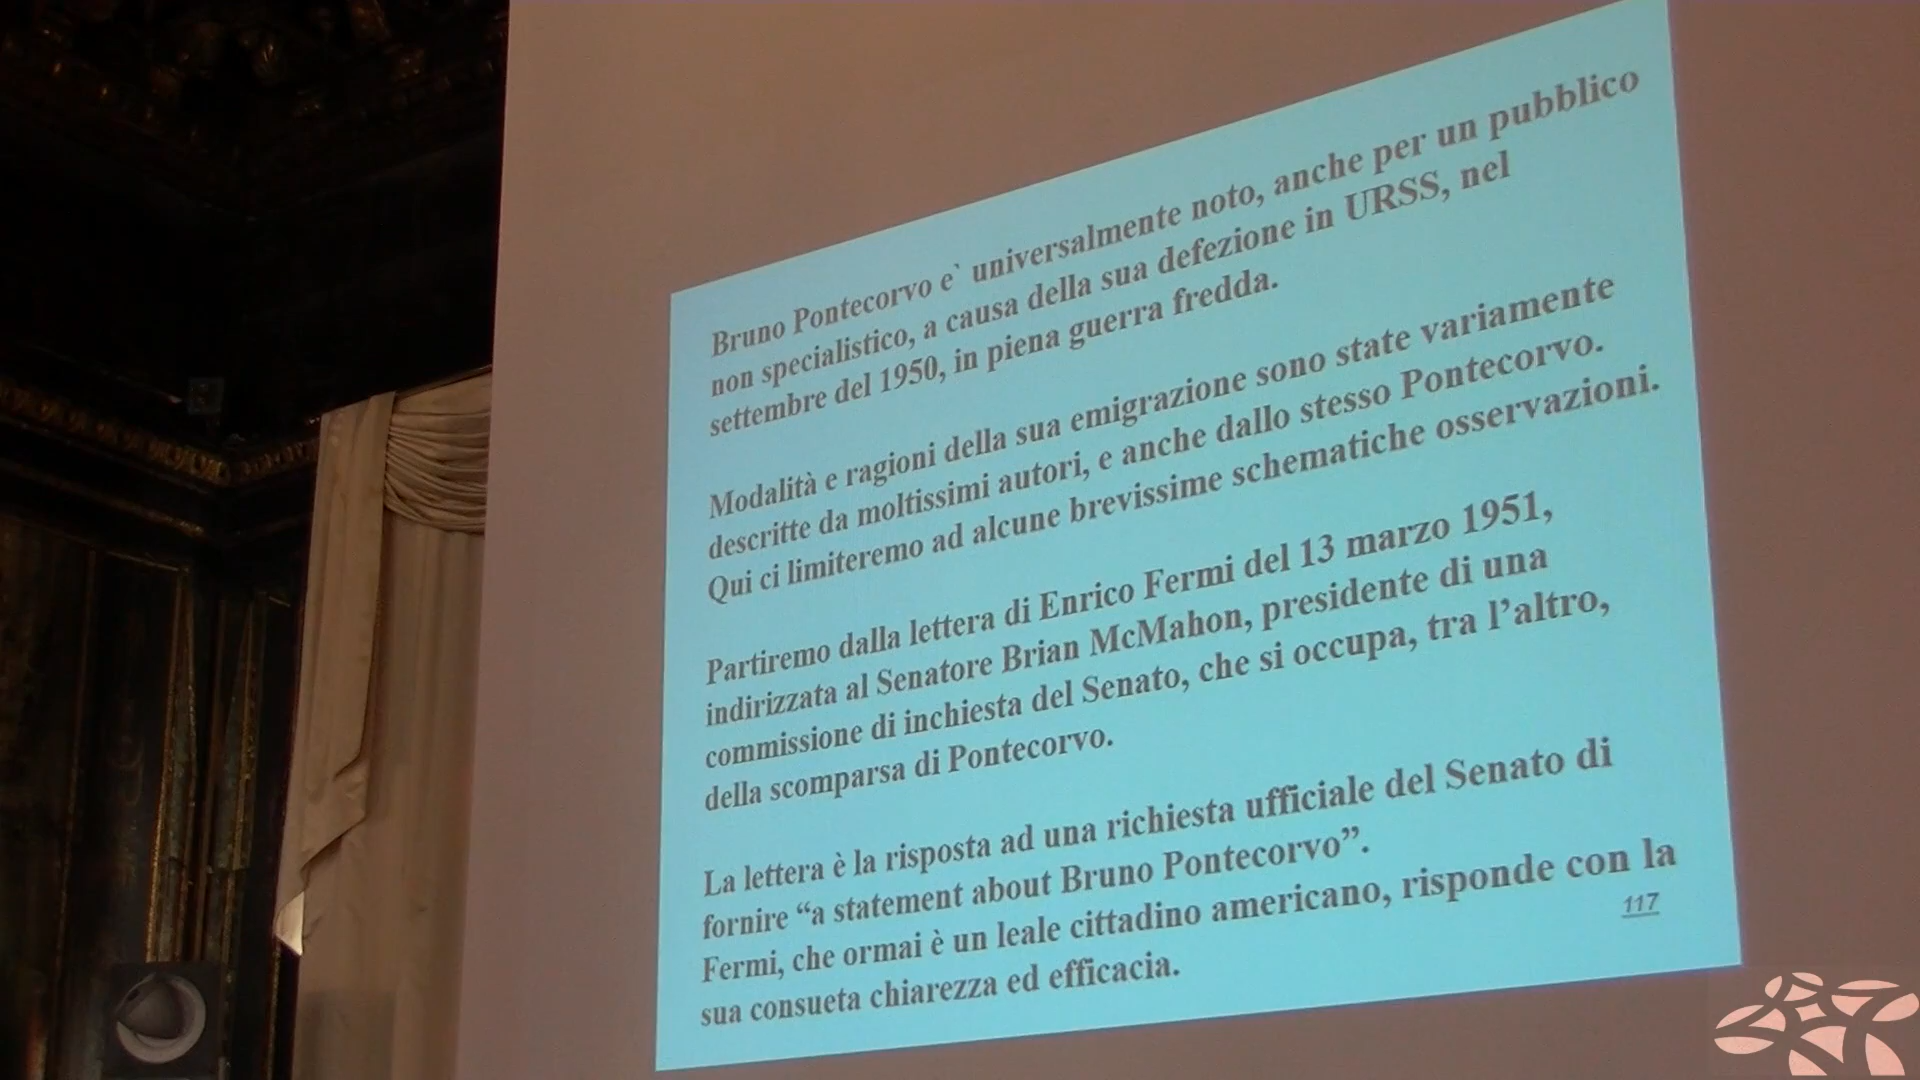 Bruno Pontecorvo e` universalmente noto, anche per un pubblico
non specialistico, a causa della sua defezione in URSS, nel
settembre del 1950, in piena guerra fredda.
Modalità e ragioni della sua emigrazione sono state variamente
descritte da moltissimi autori, e anche dallo stesso Pontecorvo.
Qui ci limiteremo ad alcune brevissime schematiche osservazioni.
Partiremo dalla lettera di Enrico Fermi del 13 marzo 1951,
indirizzata al Senatore Brian McMahon, presidente di una
commissione di inchiesta del Senato, che si occupa, tra l’altro,
della scomparsa di Pontecorvo.
La lettera è la risposta ad una richiesta ufficiale del Senato di
fornire “a statement about Bruno Pontecorvo”.
Fermi, che ormai è un leale cittadino americano, risponde con la
sua consueta chiarezza ed efficacia.
117